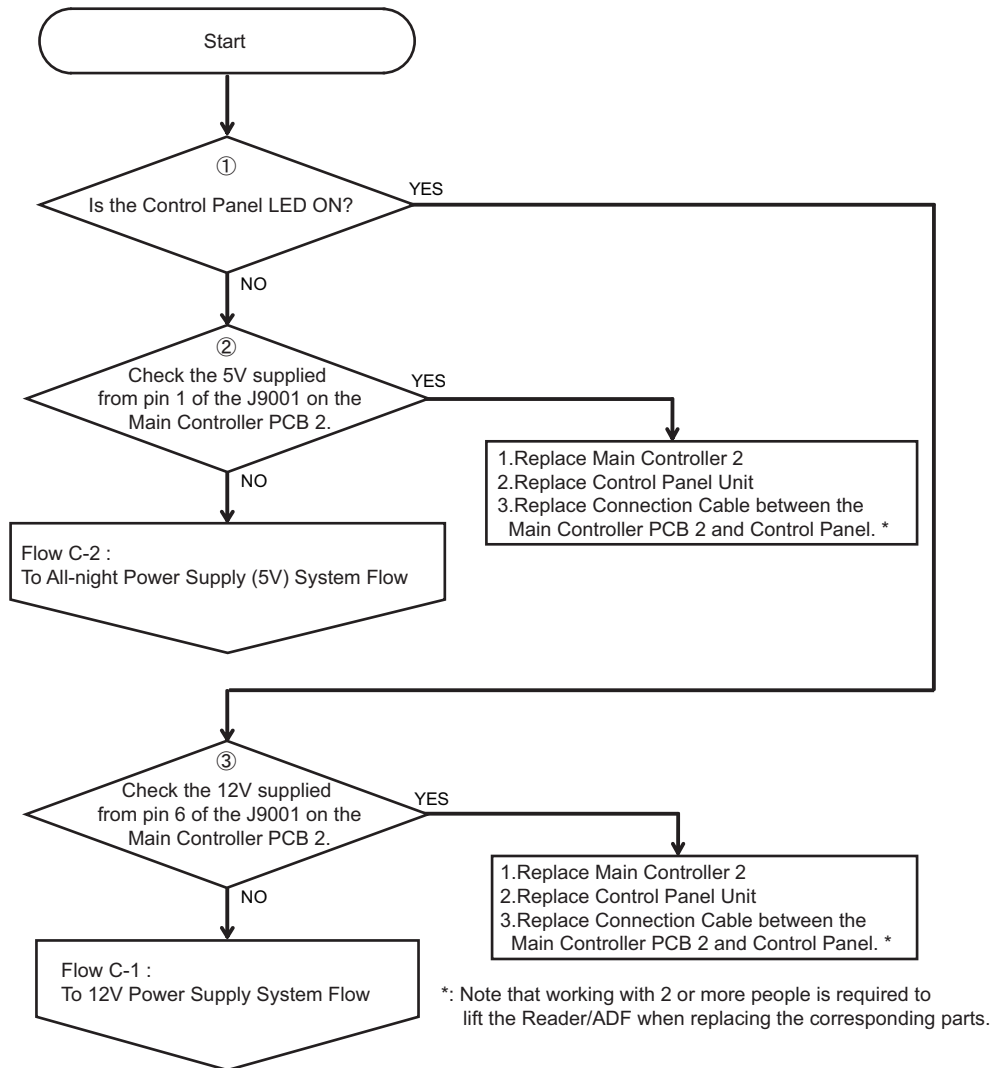 Start
①
Is the Control Panel LED ON?
YES
NO
②
Check the 5V supplied
from pin 1 of the J9001 on the
Main Controller PCB 2.
YES
NO
1.Replace Main Controller 2
2.Replace Control Panel Unit
3.Replace Connection Cable between the
Main Controller PCB 2 and Control Panel. *
Flow C-2 :
To All-night Power Supply (5V) System Flow
③
Check the 12V supplied
from pin 6 of the J9001 on the
Main Controller PCB 2.
YES
NO
1.Replace Main Controller 2
2.Replace Control Panel Unit
3.Replace Connection Cable between the
Main Controller PCB 2 and Control Panel. *
Flow C-1 :
To 12V Power Supply System Flow
*: Note that working with 2 or more people is required to
lift the Reader/ADF when replacing the corresponding parts.